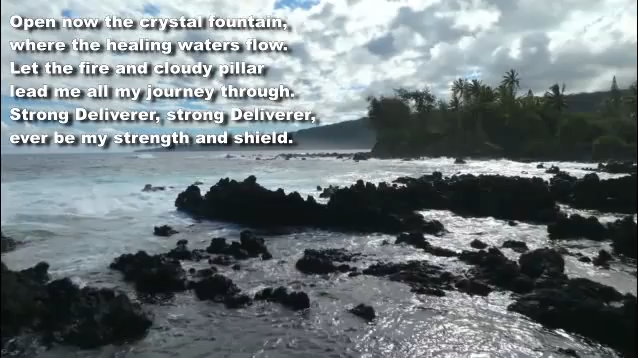 Open now the crystal fountain,
where the healing waters flow.
Let the fire and cloudy pillar
lead me all my journey through.
Strong Deliverer, strong Deliverer,
ever be my strength and shield.